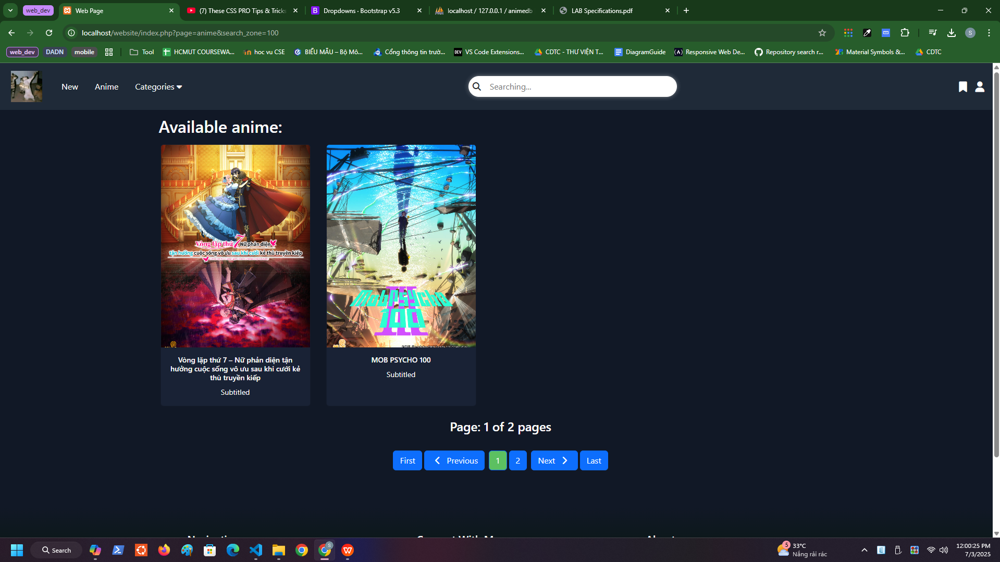 web_dev
Web Page
(7) These CSS PRO Tips & Tricks
Dropdowns · Bootstrap v5.3
localhost / 127.0.0.1 / animedb
LAB Specifications.pdf
localhost/website/index.php?page=anime&search_zone=100
S
web_dev
DADN
mobile
Tool
HCMUT COURSEWA...
hoc vu CSE
BIỂU MẪU – Bộ Mô...
Cổng thông tin trườ...
DEV
VS Code Extensions...
CDTC - THƯ VIỆN T...
DiagramGuide
Responsive Web De...
Repository search r...
Material Symbols &...
CDTC
New
Anime
Categories
Searching...
Available anime:
Vòng lặp thứ 7 Nữ phản diện
tận hưởng cuộc sống vô ưu sau khi cưới kẻ thù truyền kiếp
Mob Psycho
100
III
Vòng lặp thứ 7 – Nữ phản diện tận
hưởng cuộc sống vô ưu sau khi cưới kẻ
thù truyền kiếp
Subtitled
MOB PSYCHO 100
Subtitled
Page: 1 of 2 pages
First
Previous
1
2
Next
Last
Search
5
33°C
Nắng rải rác
12:00:25 PM
7/3/2025